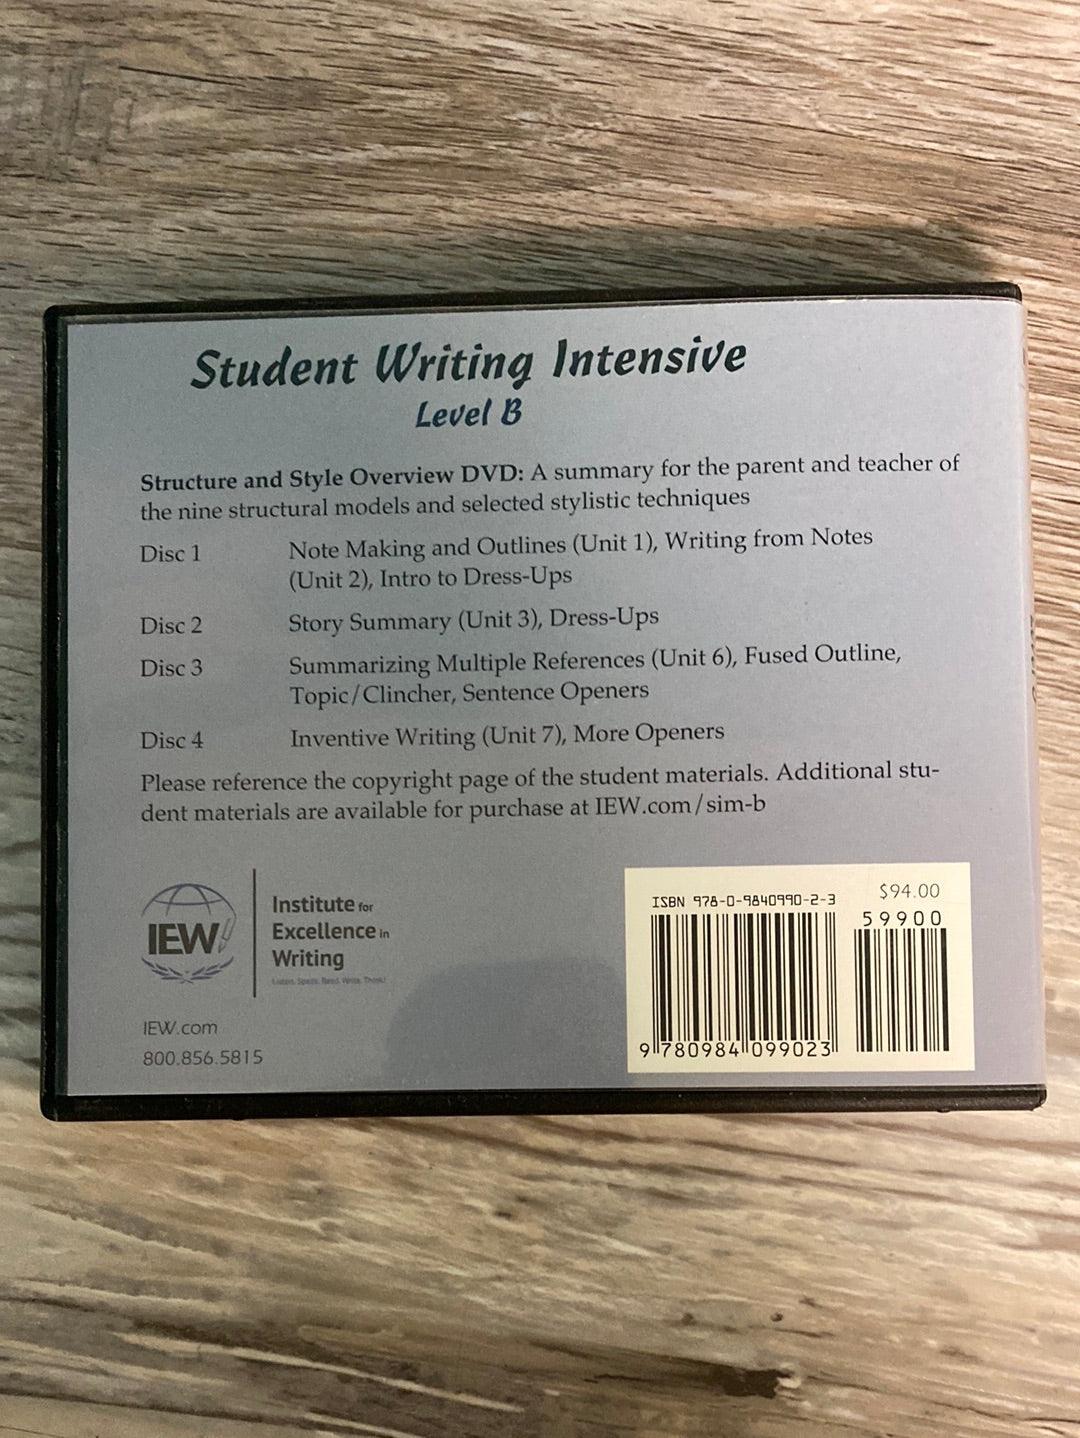 Student Writing Intensive
Level B
Structure and Style Overview DVD: A summary for the parent and teacher of
the nine structural models and selected stylistic techniques
Disc 1 Note Making and Outlines (Unit 1), Writing from Notes
(Unit 2), Intro to Dress-Ups
Disc 2 Story Summary (Unit 3), Dress-Ups
Disc 3 Summarizing Multiple References (Unit 6), Fused Outline,
Topic/Clincher, Sentence Openers
Disc 4 Inventive Writing (Unit 7), More Openers
Please reference the copyright page of the student materials. Additional stu-
dent materials are available for purchase at IEW.com/sim-b
IEW
Institute for
Excellence in
Writing
Listen. Speak. Read. Write. Think!
IEW.com
800.856.5815
ISBN 978-0-9840990-2-3
$94.00
59900
9 780984 099023